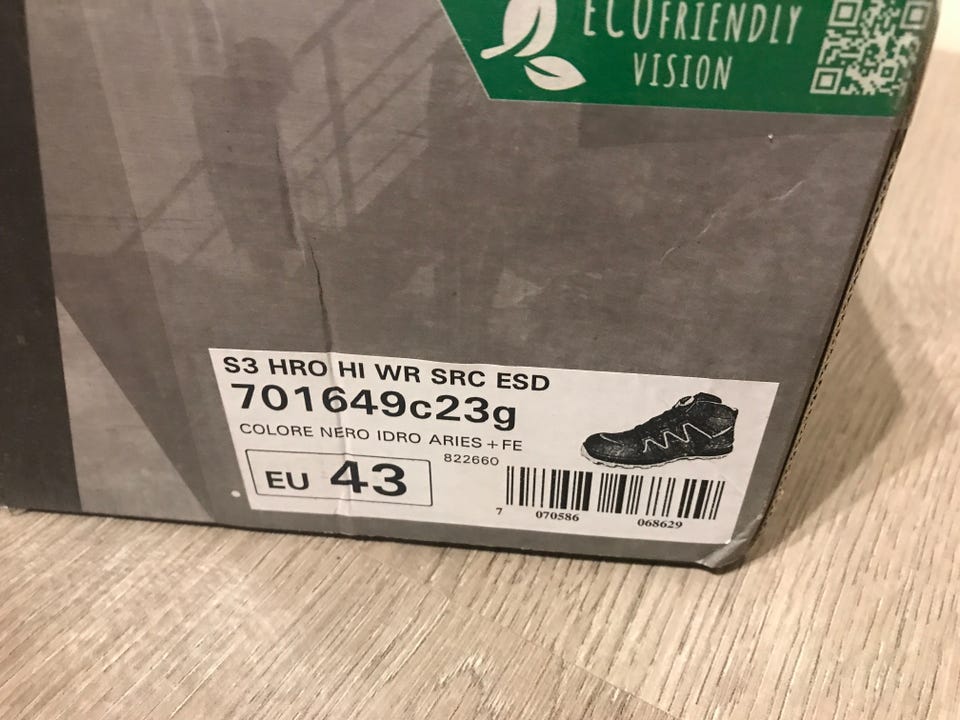 ECOFRIENDLY
VISION
S3 HRO HI WR SRC ESD
701649c23g
COLORE NERO IDRO ARIES+FE
822660
EU 43
7 070586 068629